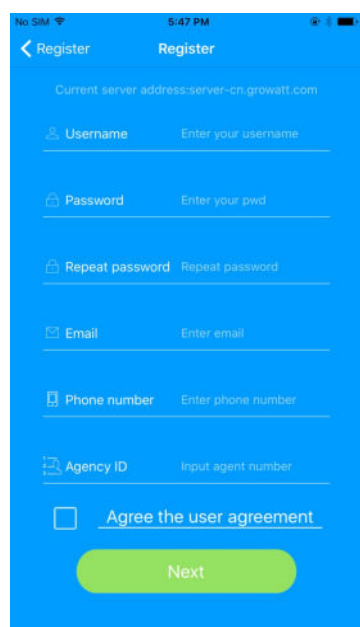 No SIM 5:47 PM
Register Register
Current server address:server-cn.growatt.com
Username Enter your username
Password Enter your pwd
Repeat password Repeat password
Email Enter email
Phone number Enter phone number
Agency ID Input agent number
Agree the user agreement
Next